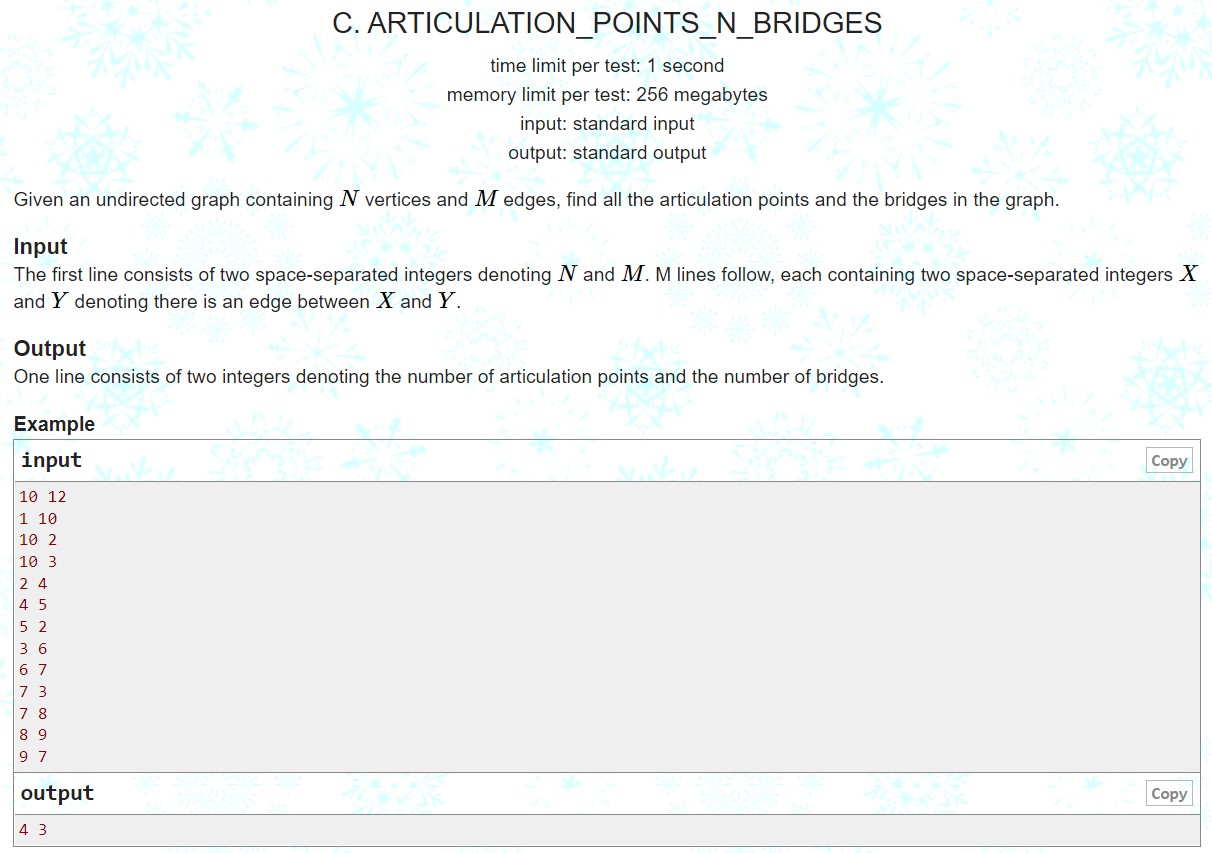 C. ARTICULATION_POINTS_N_BRIDGES
time limit per test: 1 second
memory limit per test: 256 megabytes
input: standard input
output: standard output
Given an undirected graph containing N vertices and M edges, find all the articulation points and the bridges in the graph.
Input
The first line consists of two space-separated integers denoting N and M. M lines follow, each containing two space-separated integers X
and Y denoting there is an edge between X and Y.
Output
One line consists of two integers denoting the number of articulation points and the number of bridges.
Example
input Copy
10 12
1 10
10 2
10 3
2 4
4 5
5 2
3 6
6 7
7 3
7 8
8 9
9 7
output Copy
4 3